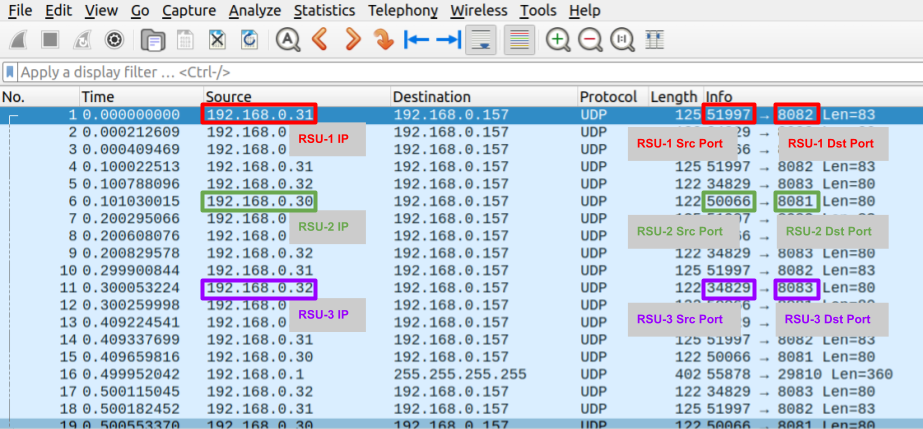 File Edit View Go Capture Analyze Statistics Telephony Wireless Tools Help
Apply a display filter ... <Ctrl-/>
No. Time Source Destination Protocol Length Info
1 0.000000000 192.168.0.31 192.168.0.157 UDP 125 51997 → 8082 Len=83
2 0.000212609 192.168.0. 192.168.0.157 UDP 122 829 → Len=80
RSU-1 IP RSU-1 Src Port RSU-1 Dst Port
3 0.000409469 192.168.0. 192.168.0.157 UDP 122 66 →
4 0.100022513 192.168.0.31 192.168.0.157 UDP 125 51997 → 8082 Len=83
5 0.100788096 192.168.0.32 192.168.0.157 UDP 122 34829 → 8083 Len=80
6 0.101030015 192.168.0.30 192.168.0.157 UDP 122 50066 → 8081 Len=80
7 0.200295066 192.168.0. 192.168.0.157 UDP
RSU-2 IP RSU-2 Src Port RSU-2 Dst Port
8 0.200608076 192.168.0. 192.168.0.157 UDP 66 →
9 0.200829578 192.168.0.32 192.168.0.157 UDP 122 34829 → 8083 Len=80
10 0.299900844 192.168.0.31 192.168.0.157 UDP 125 51997 → 8082 Len=83
11 0.300053224 192.168.0.32 192.168.0.157 UDP 122 34829 → 8083 Len=80
12 0.300259998 192.168.0. 192.168.0.157 UDP
RSU-3 IP RSU-3 Src Port RSU-3 Dst Port
13 0.409224541 192.168.0. 192.168.0.157 UDP 29 →
14 0.409337699 192.168.0.31 192.168.0.157 UDP 125 51997 → 8082 Len=83
15 0.409659816 192.168.0.30 192.168.0.157 UDP 122 50066 → 8081 Len=80
16 0.499952042 192.168.0.1 255.255.255.255 UDP 402 55878 → 29810 Len=360
17 0.500115045 192.168.0.32 192.168.0.157 UDP 122 34829 → 8083 Len=80
18 0.500182452 192.168.0.31 192.168.0.157 UDP 125 51997 → 8082 Len=83
19 0.500553370 192.168.0.30 192.168.0.157 UDP 122 50066 → 8081 Len=80